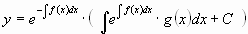 y = e^{-∫f(x)dx} · ( ∫e^{∫f(x)dx} · g(x)dx + C )